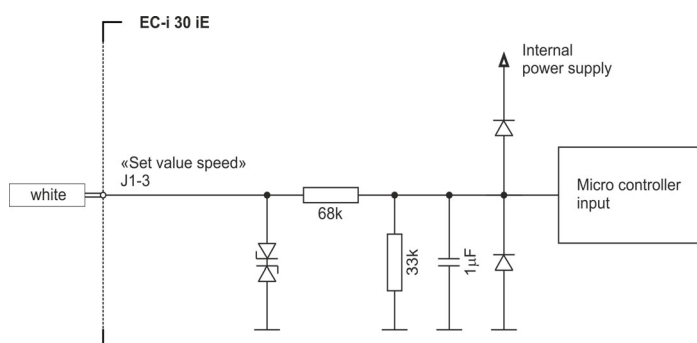 EC-i 30 iE
Internal
power supply
«Set value speed»
J1-3
white
68k
33k
1µF
Micro controller
input